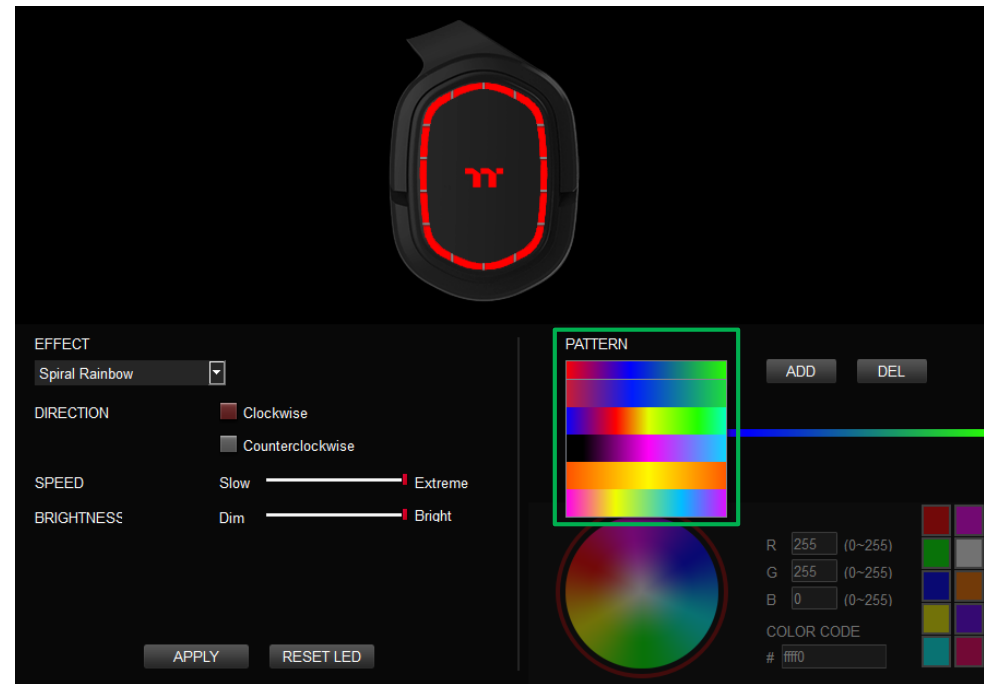 EFFECT
Spiral Rainbow
DIRECTION
Clockwise
Counterclockwise
SPEED
Slow
Extreme
BRIGHTNESS
Dim
Bright
APPLY
RESET LED
PATTERN
ADD
DEL
R 255 (0~255)
G 255 (0~255)
B 0 (0~255)
COLOR CODE
# ffff0